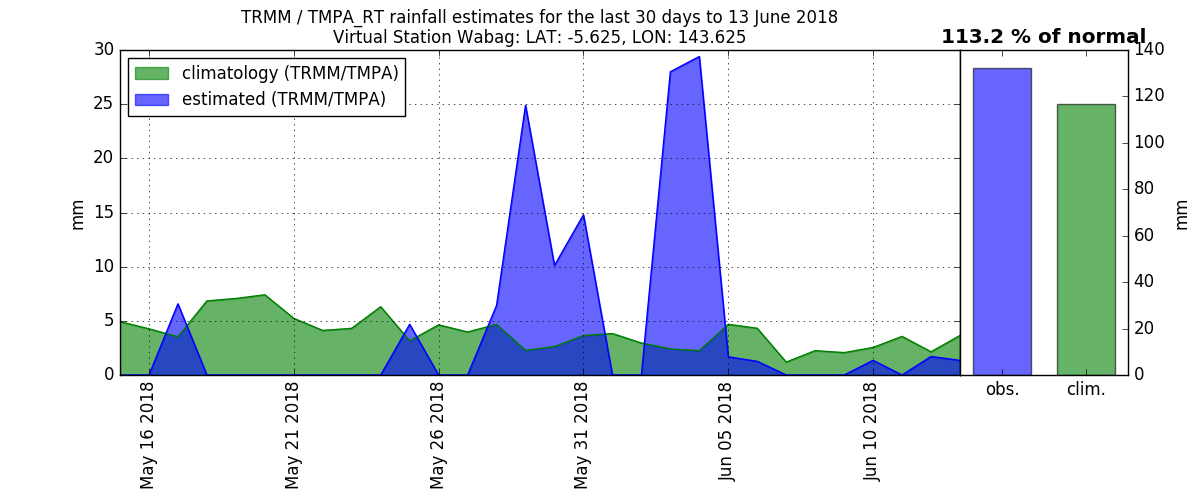 TRMM / TMPA_RT rainfall estimates for the last 30 days to 13 June 2018
Virtual Station Wabag: LAT: -5.625, LON: 143.625
113.2 % of normal
climatology (TRMM/TMPA)
estimated (TRMM/TMPA)
30
25
20
15
10
5
0
mm
May 16 2018
May 21 2018
May 26 2018
May 31 2018
Jun 05 2018
Jun 10 2018
obs.
clim.
140
120
100
80
60
40
20
0
mm